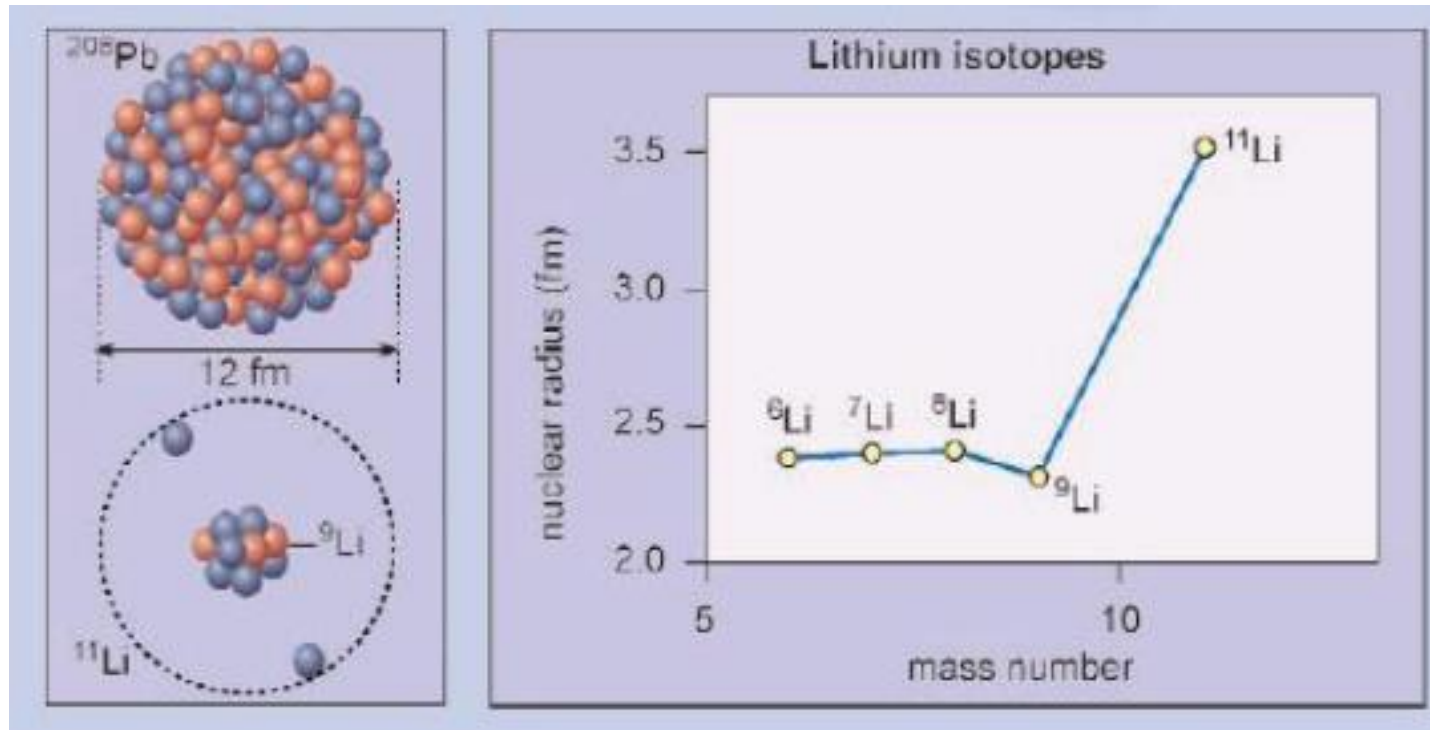 ²⁰⁸Pb
12 fm
⁹Li
¹¹Li
Lithium isotopes
nuclear radius (fm)
3.5
3.0
2.5
2.0
⁶Li
⁷Li
⁸Li
⁹Li
¹¹Li
5
10
mass number